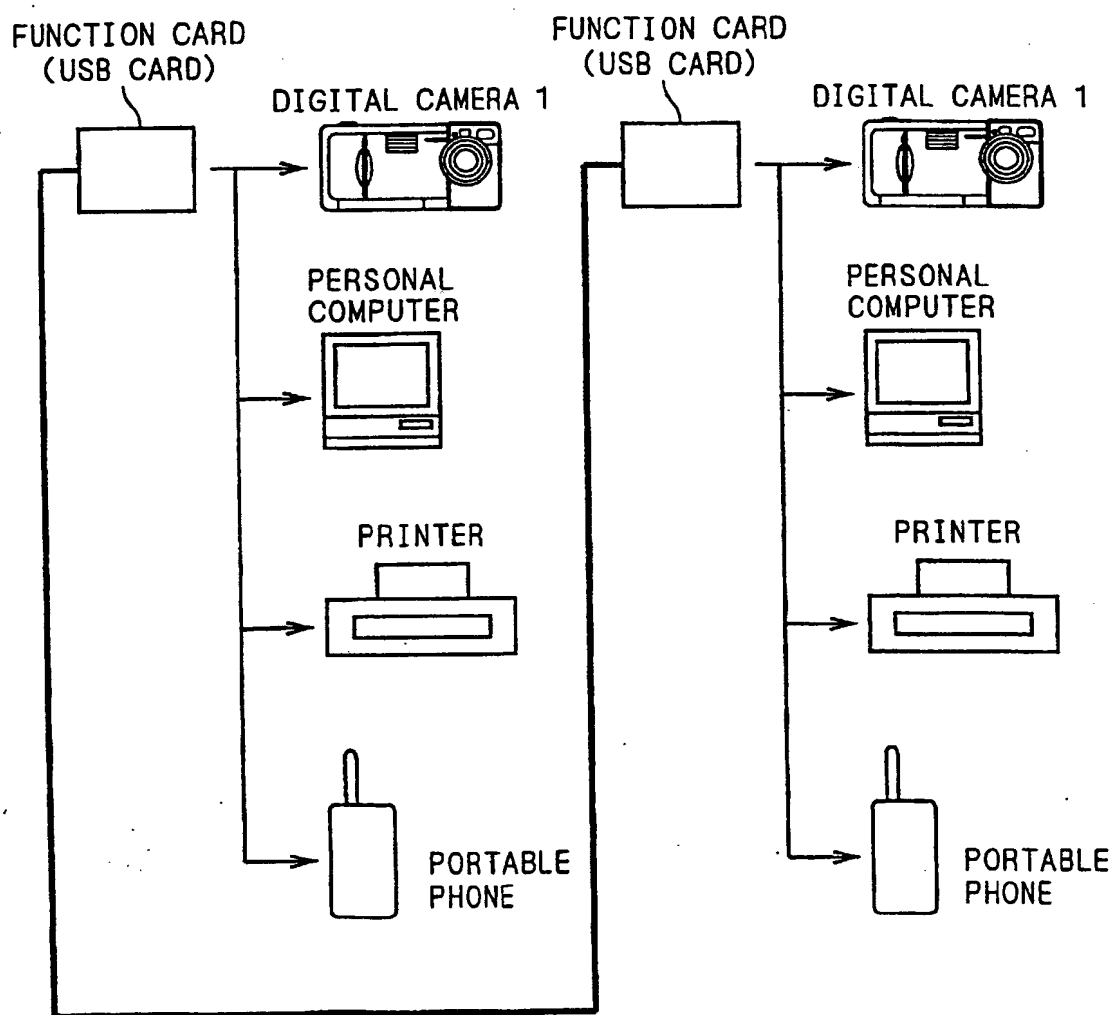 FUNCTION CARD
(USB CARD)
DIGITAL CAMERA 1
PERSONAL
COMPUTER
PRINTER
PORTABLE
PHONE
FUNCTION CARD
(USB CARD)
DIGITAL CAMERA 1
PERSONAL
COMPUTER
PRINTER
PORTABLE
PHONE